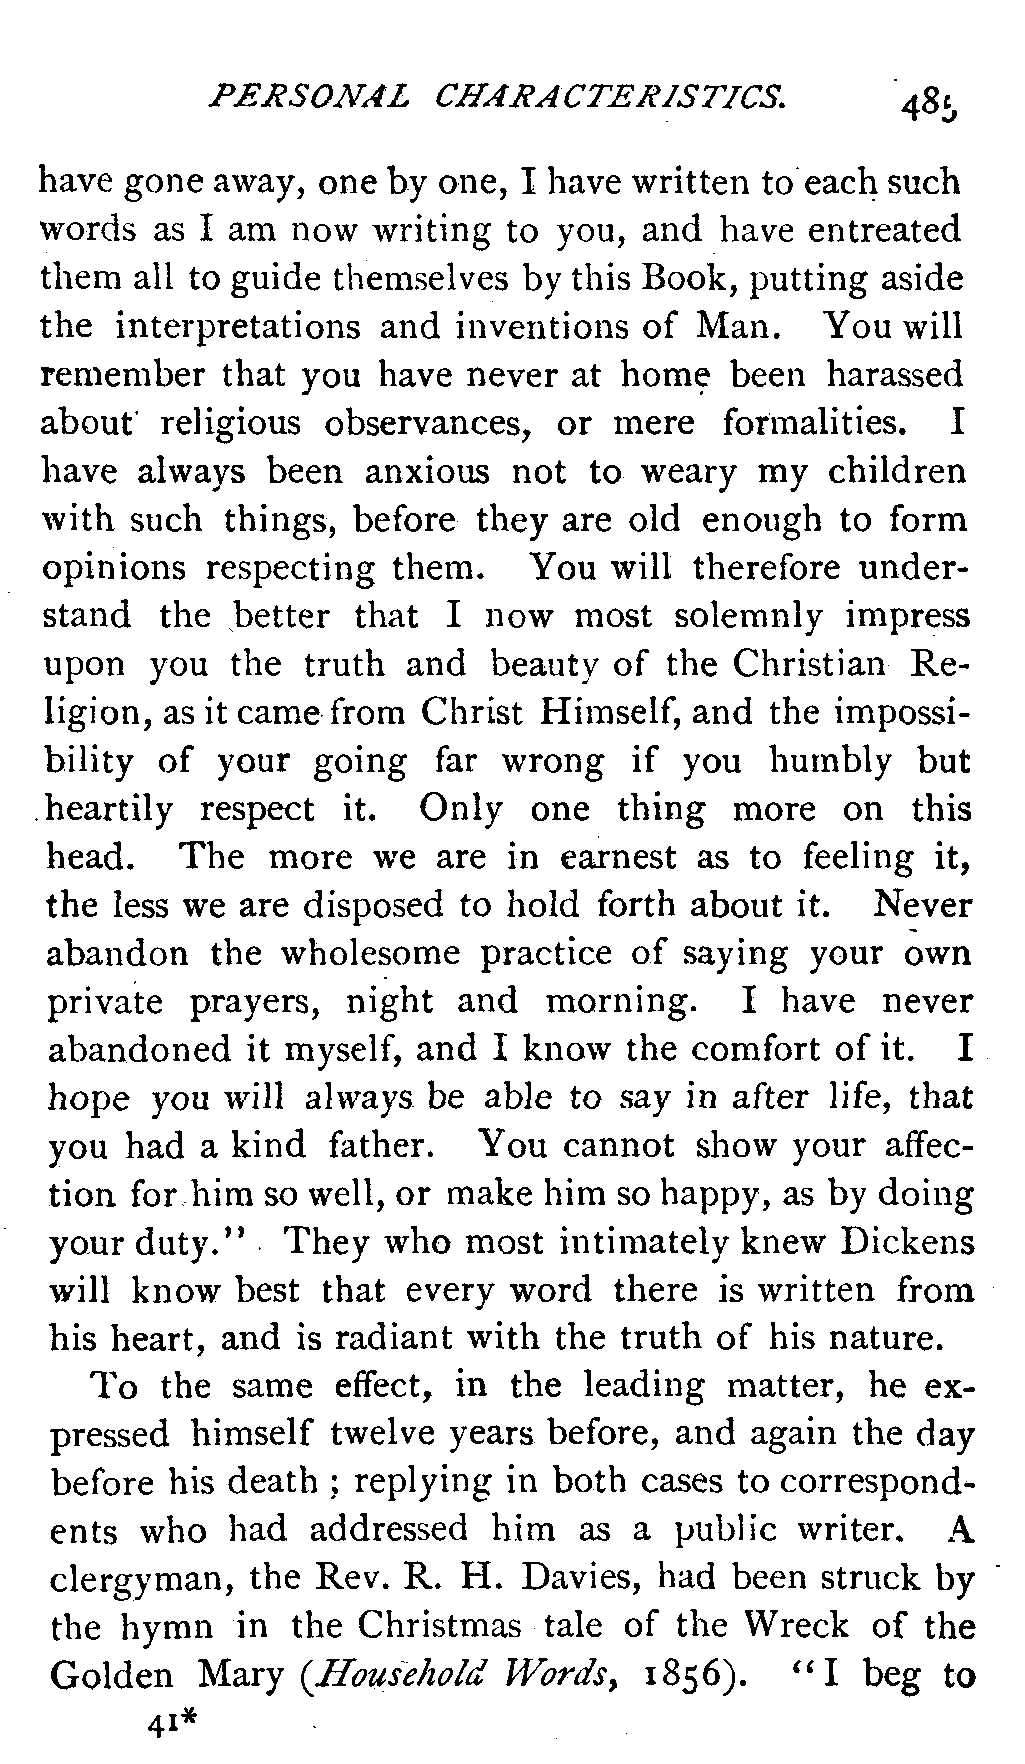 PERSONAL CHARACTERISTICS. 485
have gone away, one by one, I have written to each such
words as I am now writing to you, and have entreated
them all to guide themselves by this Book, putting aside
the interpretations and inventions of Man. You will
remember that you have never at home been harassed
about religious observances, or mere formalities. I
have always been anxious not to weary my children
with such things, before they are old enough to form
opinions respecting them. You will therefore under-
stand the better that I now most solemnly impress
upon you the truth and beauty of the Christian Re-
ligion, as it came from Christ Himself, and the impossi-
bility of your going far wrong if you humbly but
heartily respect it. Only one thing more on this
head. The more we are in earnest as to feeling it,
the less we are disposed to hold forth about it. Never
abandon the wholesome practice of saying your own
private prayers, night and morning. I have never
abandoned it myself, and I know the comfort of it. I
hope you will always be able to say in after life, that
you had a kind father. You cannot show your affec-
tion for him so well, or make him so happy, as by doing
your duty." They who most intimately knew Dickens
will know best that every word there is written from
his heart, and is radiant with the truth of his nature.
To the same effect, in the leading matter, he ex-
pressed himself twelve years before, and again the day
before his death ; replying in both cases to correspond-
ents who had addressed him as a public writer. A
clergyman, the Rev. R. H. Davies, had been struck by
the hymn in the Christmas tale of the Wreck of the
Golden Mary (Household Words, 1856). "I beg to
41*